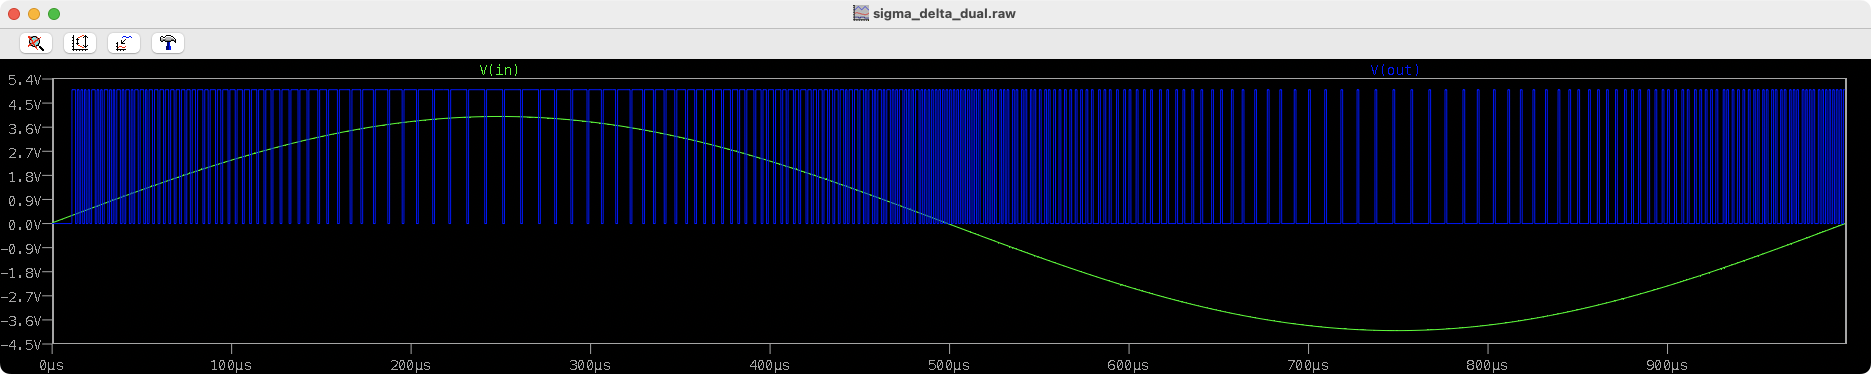 sigma_delta_dual.raw
V(in) V(out)
5.4V
4.5V
3.6V
2.7V
1.8V
0.9V
0.0V
-0.9V
-1.8V
-2.7V
-3.6V
-4.5V
0µs 100µs 200µs 300µs 400µs 500µs 600µs 700µs 800µs 900µs